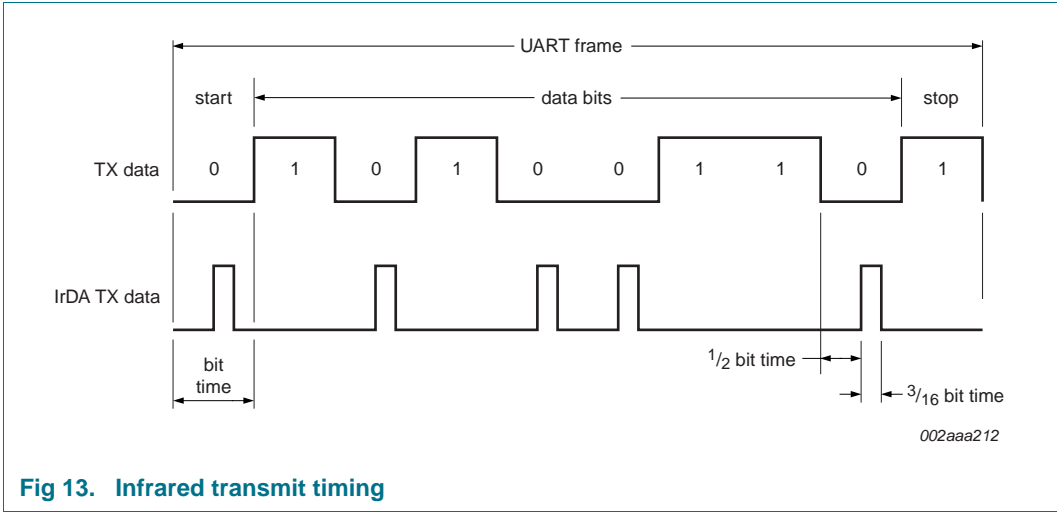 UART frame
start data bits stop
TX data 0 1 0 1 0 0 1 1 0 1
IrDA TX data
bit
time
1/2 bit time
3/16 bit time
002aaa212
Fig 13. Infrared transmit timing